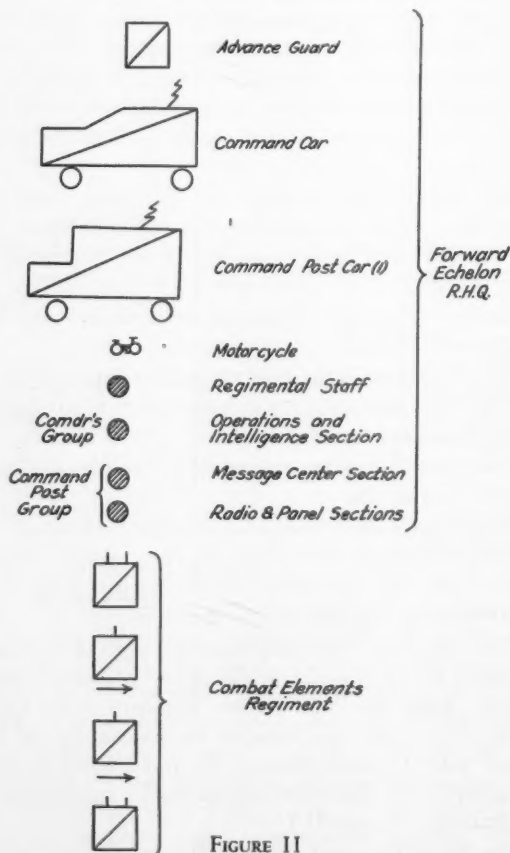 Advance Guard
Command Car
Command Post Car (1)
Forward
Echelon
R.H.Q.
Motorcycle
Regimental Staff
Comdr's
Group
Operations and
Intelligence Section
Command
Post
Group
Message Center Section
Radio & Panel Sections
Combat Elements
Regiment
FIGURE II